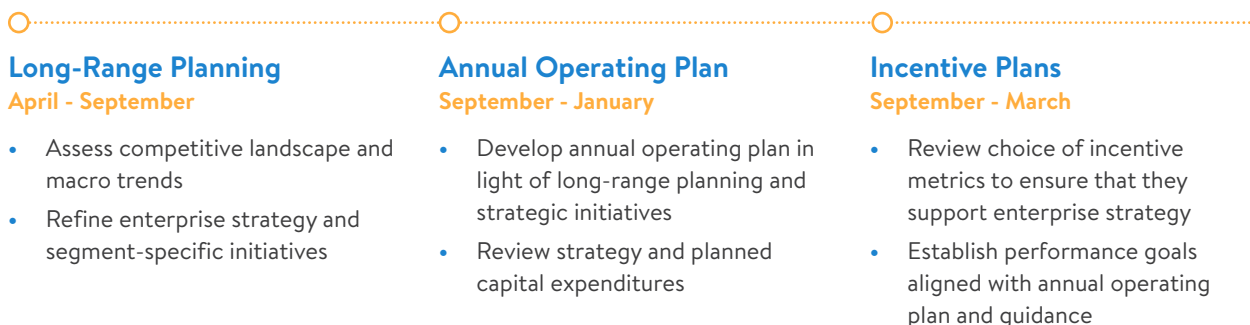 Long-Range Planning
April - September
• Assess competitive landscape and
macro trends
• Refine enterprise strategy and
segment-specific initiatives
Annual Operating Plan
September - January
• Develop annual operating plan in
light of long-range planning and
strategic initiatives
• Review strategy and planned
capital expenditures
Incentive Plans
September - March
• Review choice of incentive
metrics to ensure that they
support enterprise strategy
• Establish performance goals
aligned with annual operating
plan and guidance